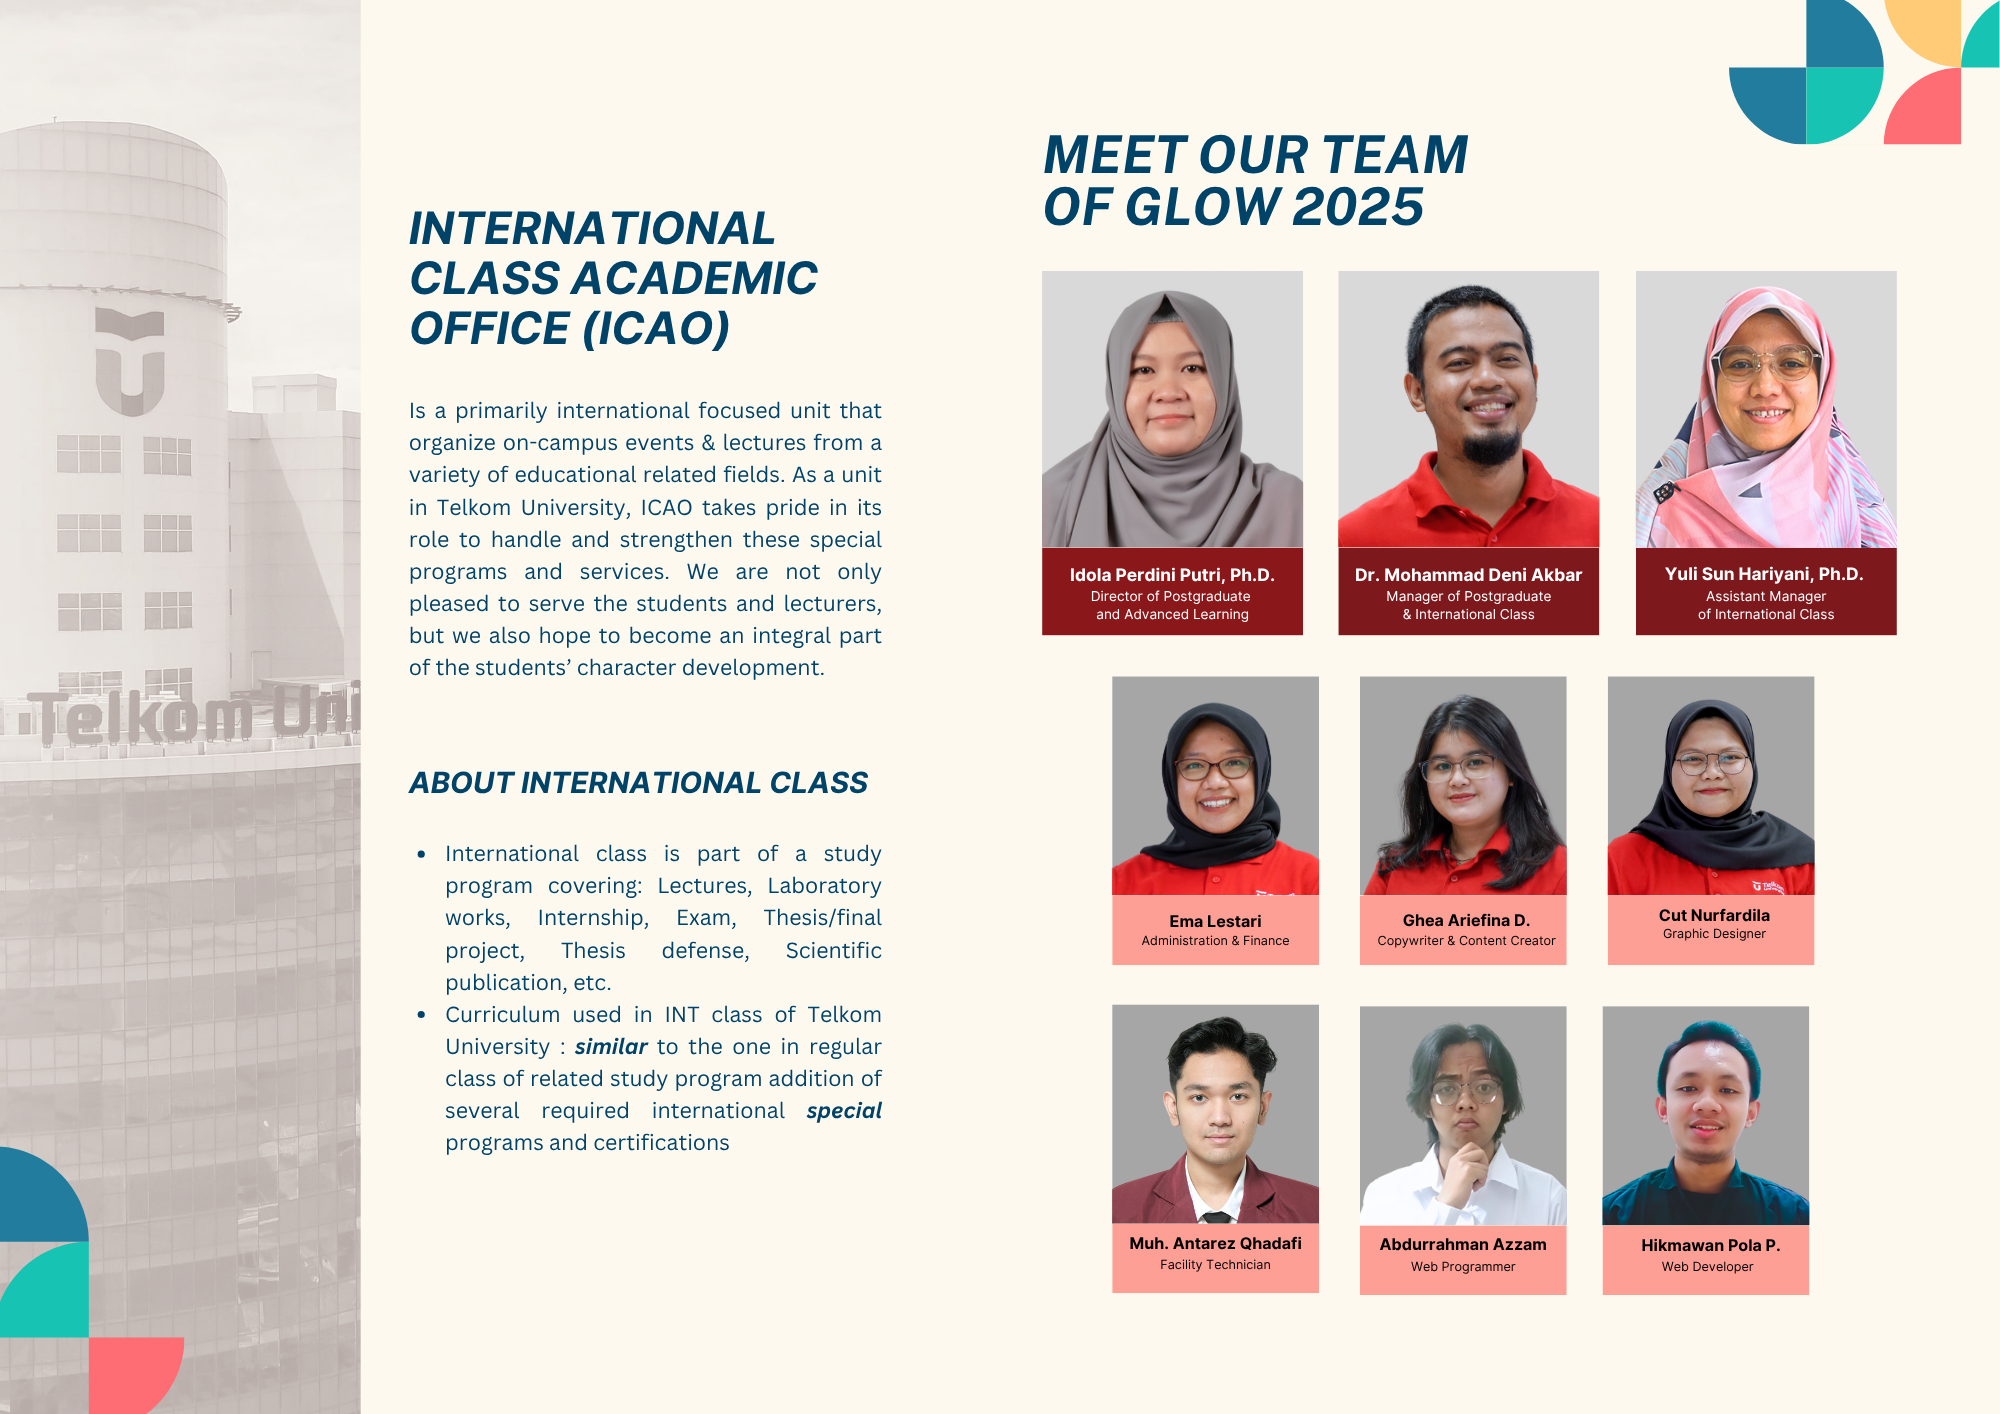 Telkom Uni
INTERNATIONAL
CLASS ACADEMIC
OFFICE (ICAO)
Is a primarily international focused unit that
organize on-campus events & lectures from a
variety of educational related fields. As a unit
in Telkom University, ICAO takes pride in its
role to handle and strengthen these special
programs and services. We are not only
pleased to serve the students and lecturers,
but we also hope to become an integral part
of the students’ character development.
ABOUT INTERNATIONAL CLASS
• International class is part of a study
program covering: Lectures, Laboratory
works, Internship, Exam, Thesis/final
project, Thesis defense, Scientific
publication, etc.
• Curriculum used in INT class of Telkom
University : similar to the one in regular
class of related study program addition of
several required international special
programs and certifications
MEET OUR TEAM
OF GLOW 2025
Idola Perdini Putri, Ph.D.
Director of Postgraduate
and Advanced Learning
Dr. Mohammad Deni Akbar
Manager of Postgraduate
& International Class
Yuli Sun Hariyani, Ph.D.
Assistant Manager
of International Class
Ema Lestari
Administration & Finance
Ghea Ariefina D.
Copywriter & Content Creator
Cut Nurfardila
Graphic Designer
Muh. Antarez Qhadafi
Facility Technician
Abdurrahman Azzam
Web Programmer
Hikmawan Pola P.
Web Developer